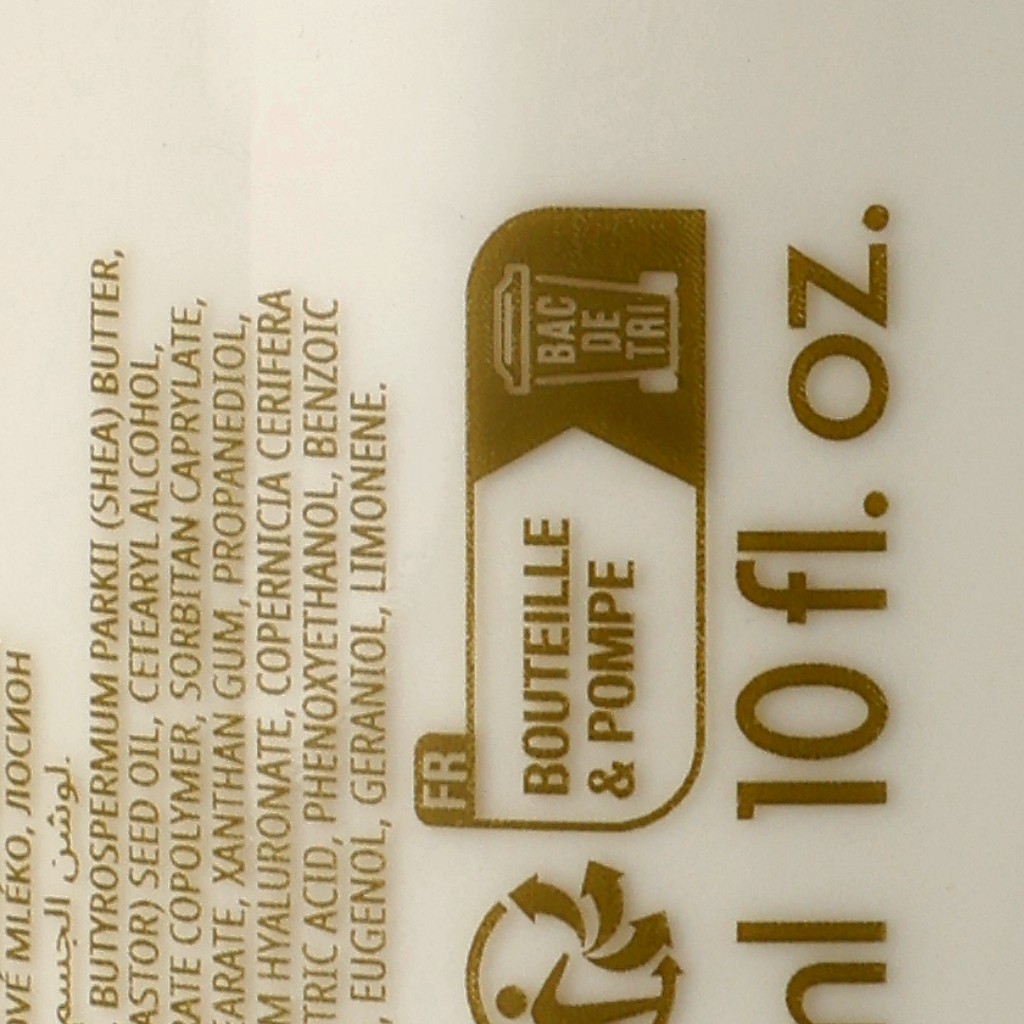 OVÉ MLÉKO, ЛОСИОН
لوشن الجسم.
BUTYROSPERMUM PARKII (SHEA) BUTTER,
ASTOR) SEED OIL, CETEARYL ALCOHOL,
RATE COPOLYMER, SORBITAN CAPRYLATE,
EARATE, XANTHAN GUM, PROPANEDIOL,
M HYALURONATE, COPERNICIA CERIFERA
TRIC ACID, PHENOXYETHANOL, BENZOIC
, EUGENOL, GERANIOL, LIMONENE.
FR
BOUTEILLE
& POMPE
BAC
DE
TRI
ml 10 fl. oz.